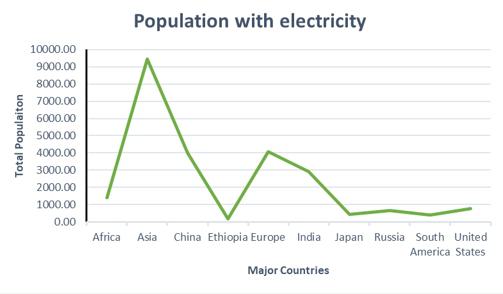 Population with electricity
10000.00
9000.00
8000.00
7000.00
6000.00
5000.00
4000.00
3000.00
2000.00
1000.00
0.00
Total Populaiton
Africa Asia China Ethiopia Europe India Japan Russia South America United States
Major Countries